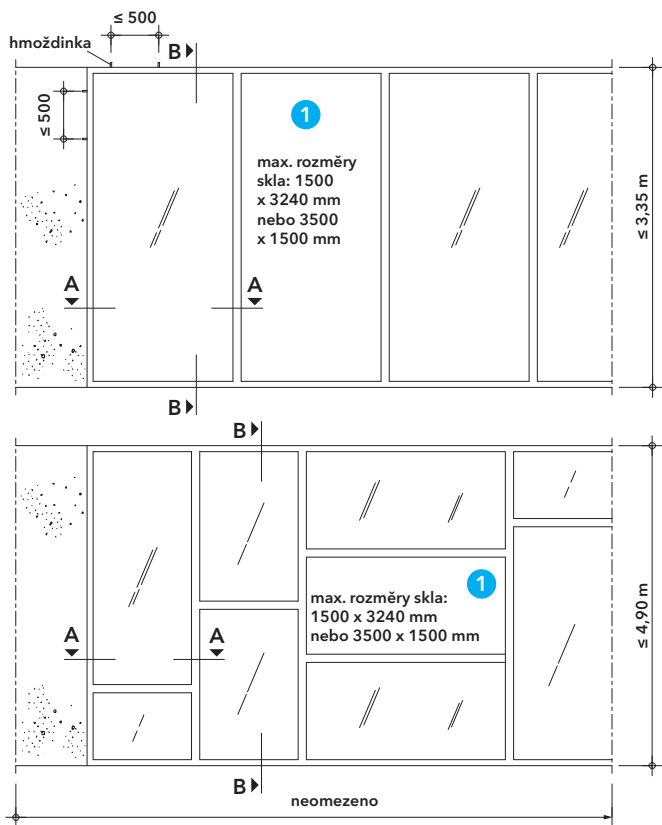 ≤ 500
hmoždinka
B
≤ 500
1
max. rozměry
skla: 1500
x 3240 mm
nebo 3500
x 1500 mm
≤ 3,35 m
A
A
B
B
1
max. rozměry skla:
1500 x 3240 mm
nebo 3500 x 1500 mm
≤ 4,90 m
A
A
B
neomezeno